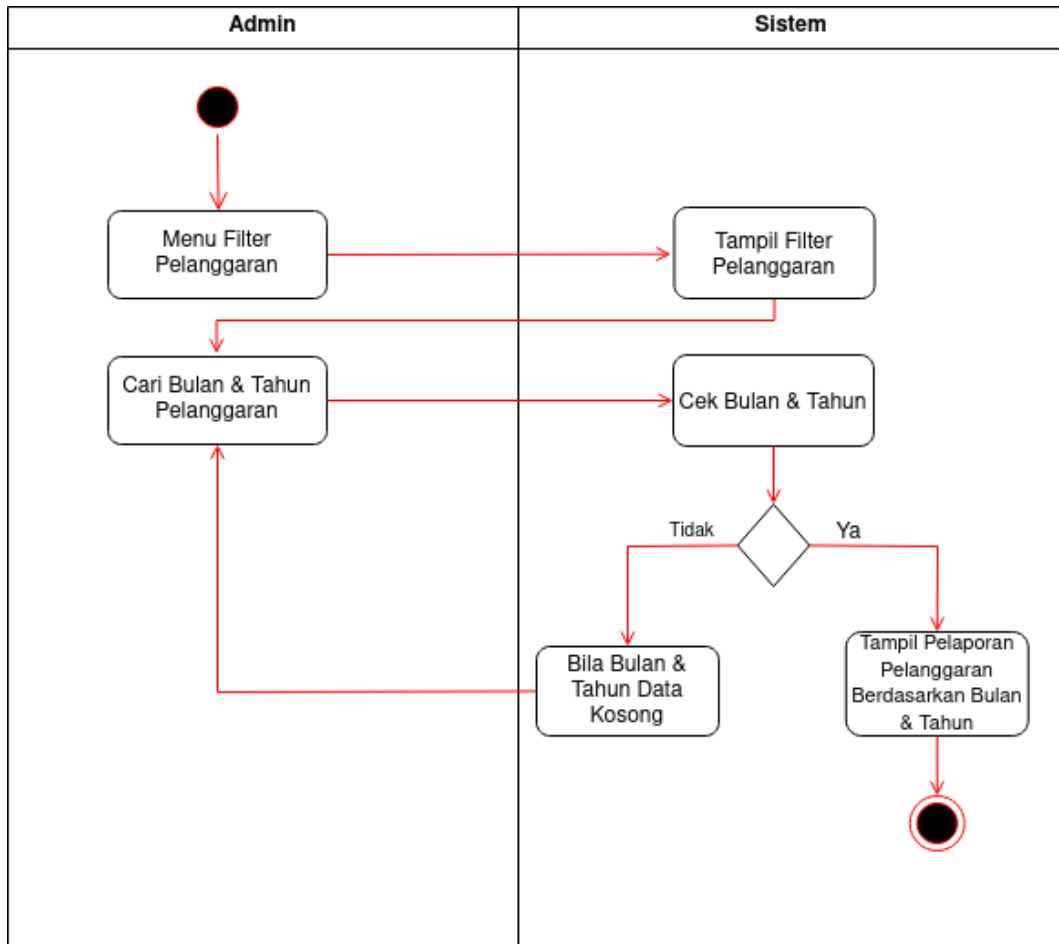 Admin
Sistem
Menu Filter
Pelanggaran
Tampil Filter
Pelanggaran
Cari Bulan & Tahun
Pelanggaran
Cek Bulan & Tahun
Tidak
Ya
Bila Bulan &
Tahun Data
Kosong
Tampil Pelaporan
Pelanggaran
Berdasarkan Bulan
& Tahun